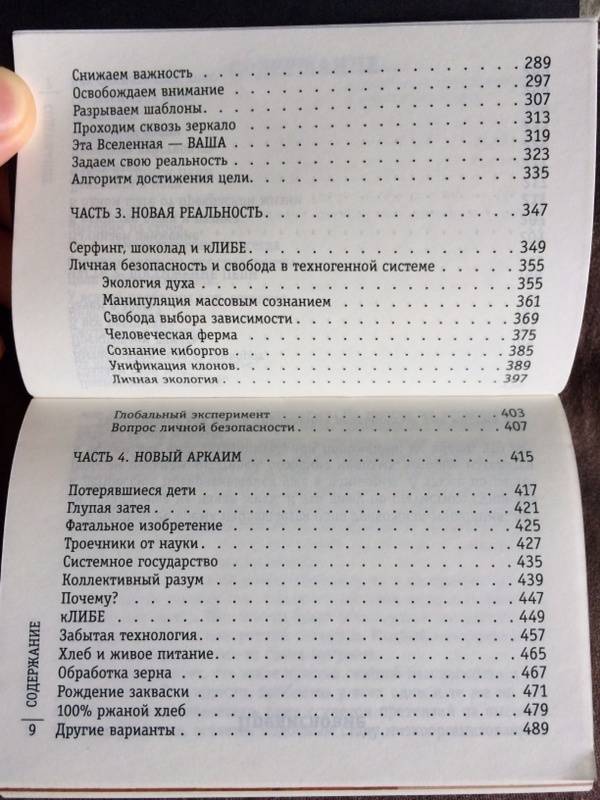 Снижаем важность . . . . . . . . . . . . . . . . 289
Освобождаем внимание . . . . . . . . . . . . . . 297
Разрываем шаблоны. . . . . . . . . . . . . . . . 307
Проходим сквозь зеркало . . . . . . . . . . . . . 313
Эта Вселенная — ВАША . . . . . . . . . . . . . . 319
Задаем свою реальность . . . . . . . . . . . . . 323
Алгоритм достижения цели. . . . . . . . . . . . . 335
ЧАСТЬ 3. НОВАЯ РЕАЛЬНОСТЬ. . . . . . . . . . . . 347
Серфинг, шоколад и кЛИБЕ. . . . . . . . . . . . . 349
Личная безопасность и свобода в техногенной системе . . . . . 355
Экология духа . . . . . . . . . . . . . . . . 355
Манипуляция массовым сознанием . . . . . . . . . 361
Свобода выбора зависимости. . . . . . . . . . . 369
Человеческая ферма . . . . . . . . . . . . . . 375
Сознание киборгов . . . . . . . . . . . . . . 385
Унификация клонов. . . . . . . . . . . . . . . 389
Личная экология . . . . . . . . . . . . . . . 397
Глобальный эксперимент . . . . . . . . . . . . 403
Вопрос личной безопасности. . . . . . . . . . . 407
ЧАСТЬ 4. НОВЫЙ АРКАИМ . . . . . . . . . . . . . 415
Потерявшиеся дети . . . . . . . . . . . . . . . 417
Глупая затея . . . . . . . . . . . . . . . . . 421
Фатальное изобретение . . . . . . . . . . . . . 425
Троечники от науки. . . . . . . . . . . . . . . 427
Системное государство . . . . . . . . . . . . . 435
Коллективный разум . . . . . . . . . . . . . . 439
Почему? . . . . . . . . . . . . . . . . . . . 447
кЛИБЕ . . . . . . . . . . . . . . . . . . . . 449
Забытая технология. . . . . . . . . . . . . . . 457
Хлеб и живое питание. . . . . . . . . . . . . . 465
Обработка зерна . . . . . . . . . . . . . . . . 467
Рождение закваски . . . . . . . . . . . . . . . 471
100% ржаной хлеб . . . . . . . . . . . . . . . 479
Другие варианты . . . . . . . . . . . . . . . . 489
СОДЕРЖАНИЕ
9